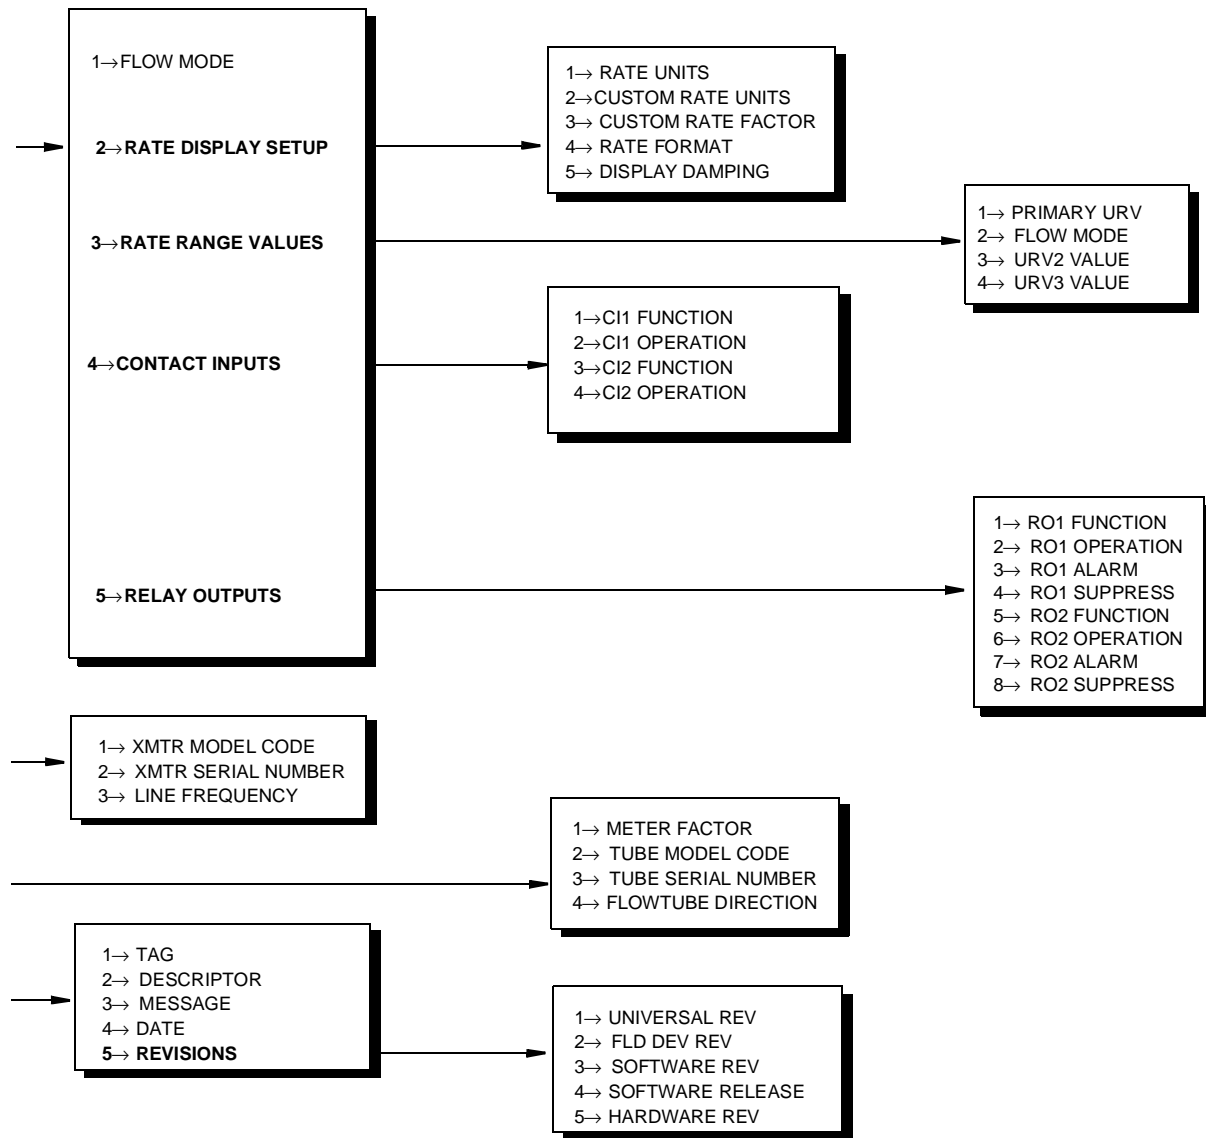 1→FLOW MODE
2→RATE DISPLAY SETUP
3→RATE RANGE VALUES
4→CONTACT INPUTS
5→RELAY OUTPUTS
1→ RATE UNITS
2→CUSTOM RATE UNITS
3→ CUSTOM RATE FACTOR
4→ RATE FORMAT
5→ DISPLAY DAMPING
1→ PRIMARY URV
2→ FLOW MODE
3→ URV2 VALUE
4→ URV3 VALUE
1→CI1 FUNCTION
2→CI1 OPERATION
3→CI2 FUNCTION
4→CI2 OPERATION
1→ RO1 FUNCTION
2→ RO1 OPERATION
3→ RO1 ALARM
4→ RO1 SUPPRESS
5→ RO2 FUNCTION
6→ RO2 OPERATION
7→ RO2 ALARM
8→ RO2 SUPPRESS
1→ XMTR MODEL CODE
2→ XMTR SERIAL NUMBER
3→ LINE FREQUENCY
1→ METER FACTOR
2→ TUBE MODEL CODE
3→ TUBE SERIAL NUMBER
4→ FLOWTUBE DIRECTION
1→ TAG
2→ DESCRIPTOR
3→ MESSAGE
4→ DATE
5→ REVISIONS
1→ UNIVERSAL REV
2→ FLD DEV REV
3→ SOFTWARE REV
4→ SOFTWARE RELEASE
5→ HARDWARE REV